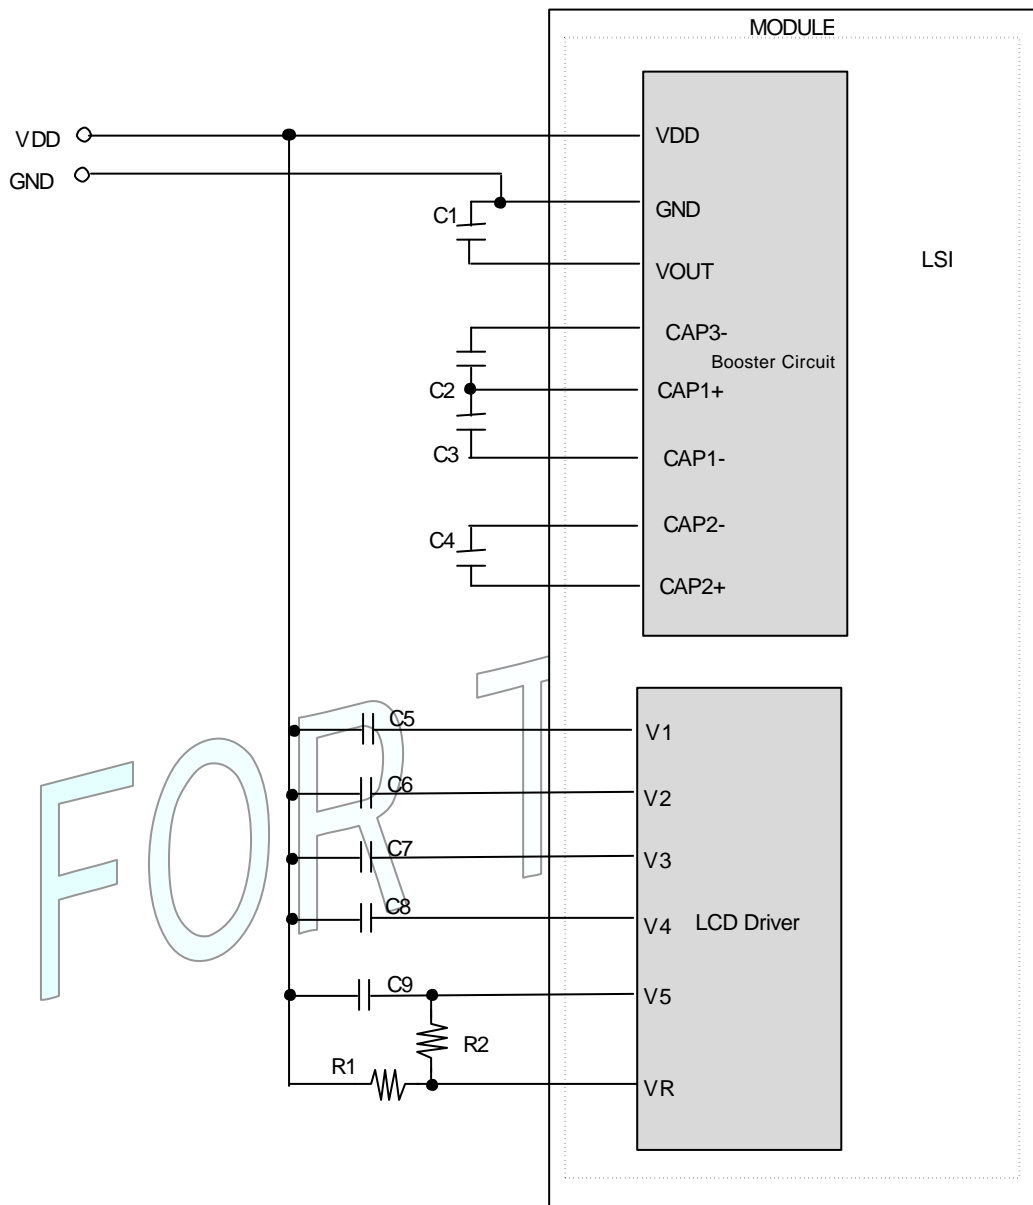 MODULE
VDD
VDD
GND
C1
GND
VOUT
LSI
CAP3-
Booster Circuit
C2
CAP1+
C3
CAP1-
CAP2-
C4
CAP2+
C5
V1
C6
V2
C7
V3
C8
V4
LCD Driver
C9
V5
R2
R1
VR
FOR T